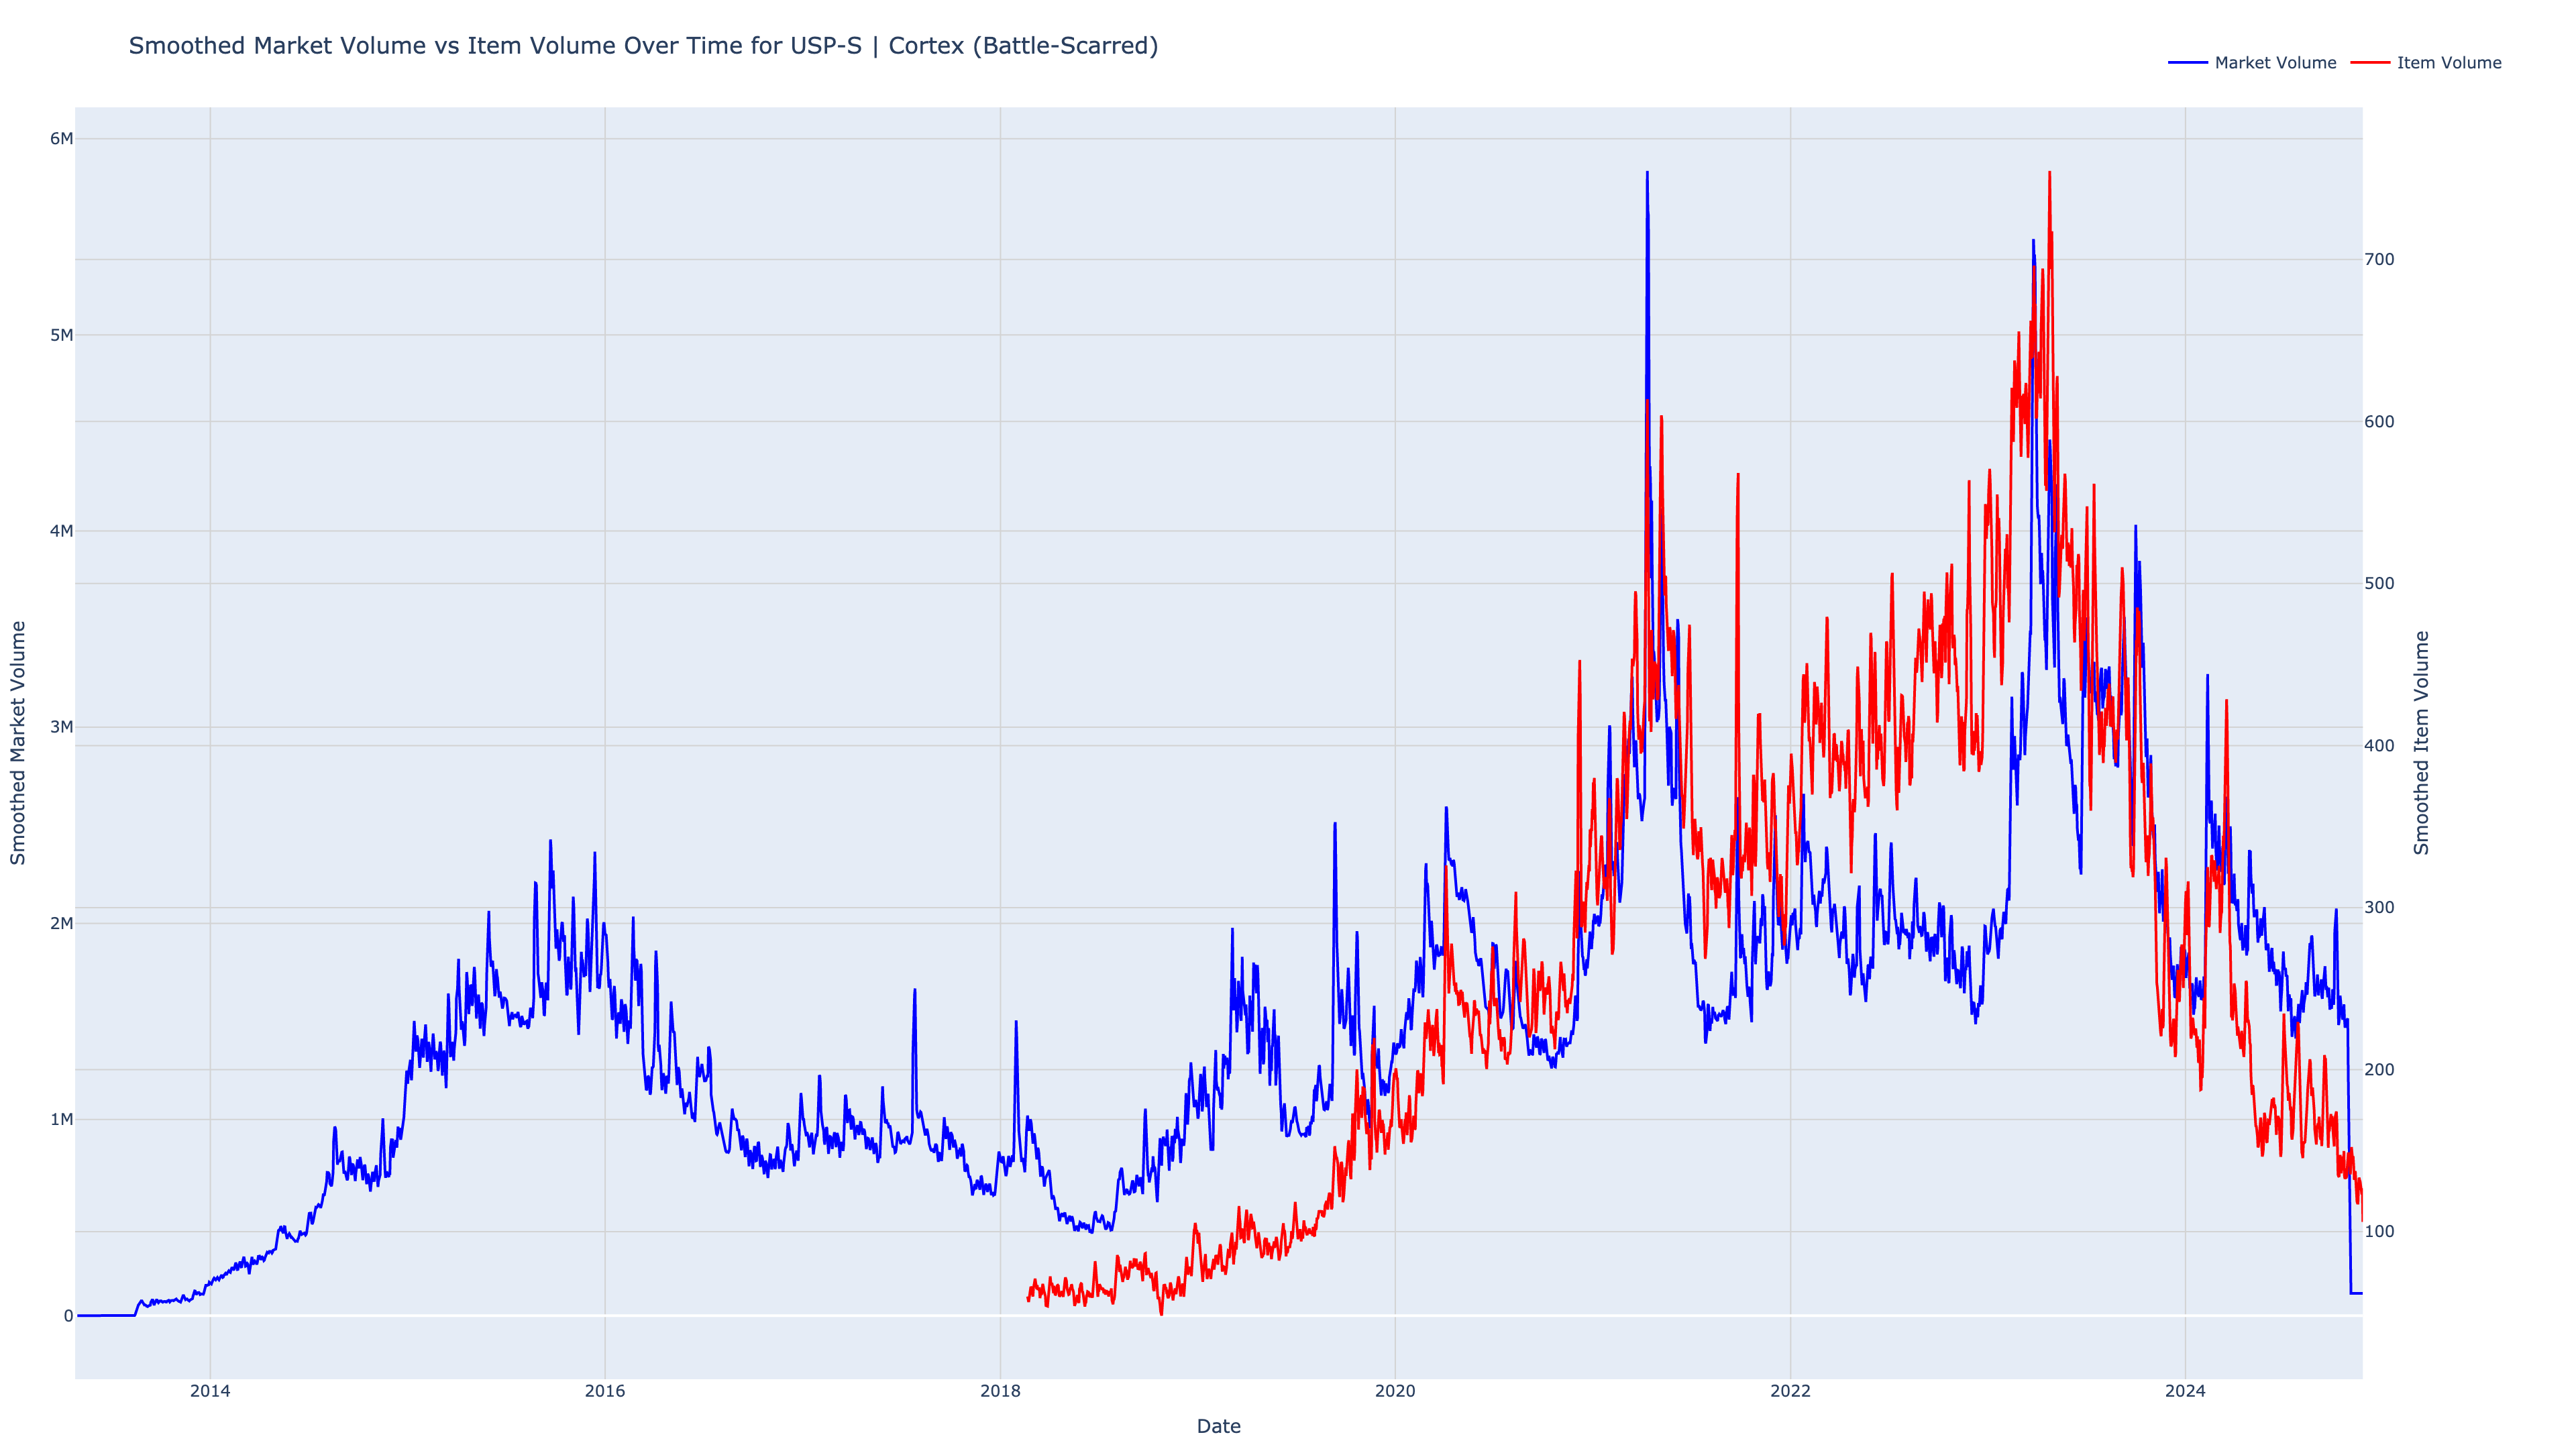 Smoothed Market Volume vs Item Volume Over Time for USP-S | Cortex (Battle-Scarred)
Market Volume
Item Volume
6M
5M
4M
3M
2M
1M
0
Smoothed Market Volume
700
600
500
400
300
200
100
Smoothed Item Volume
2014
2016
2018
2020
2022
2024
Date